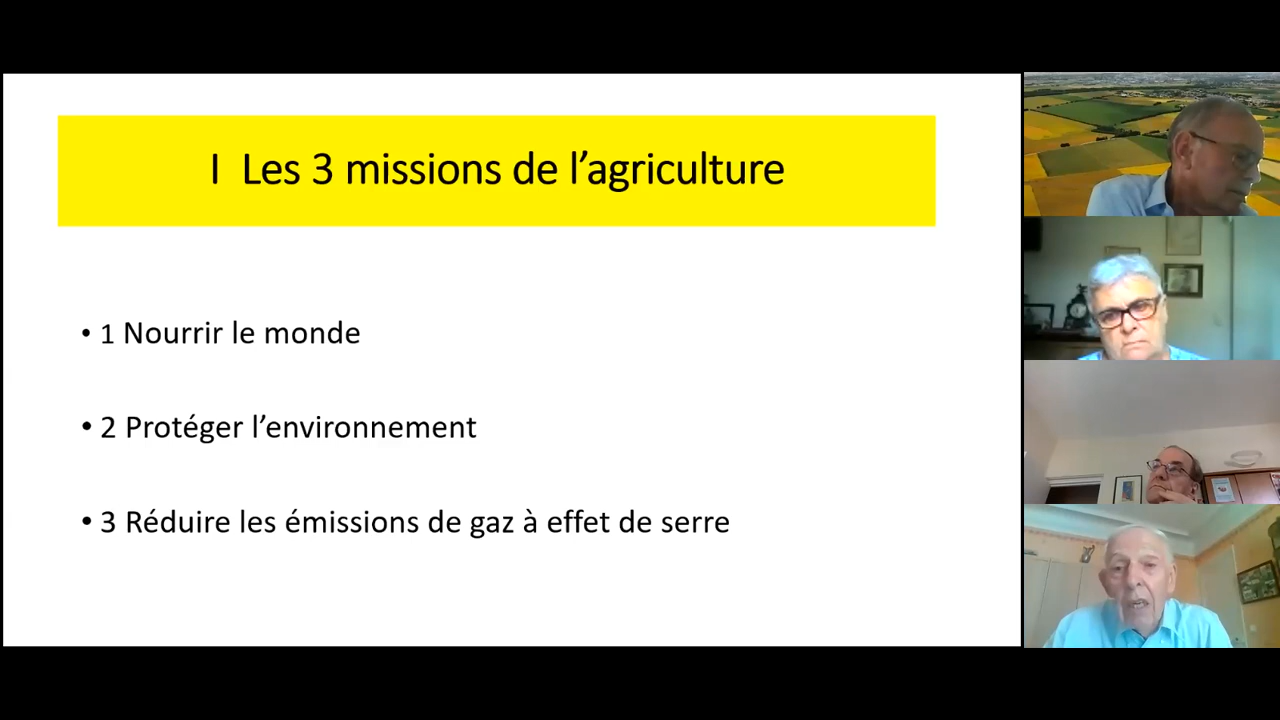 I Les 3 missions de l’agriculture
• 1 Nourrir le monde
• 2 Protéger l’environnement
• 3 Réduire les émissions de gaz à effet de serre